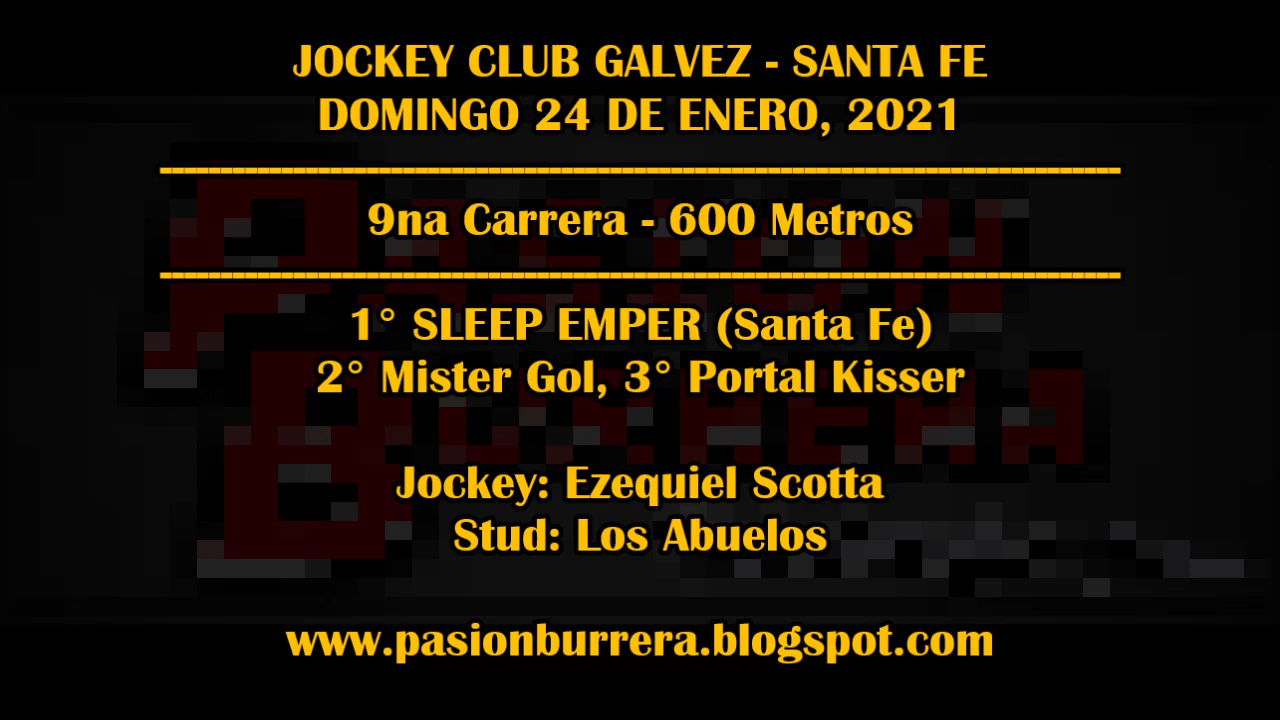 JOCKEY CLUB GALVEZ - SANTA FE
DOMINGO 24 DE ENERO, 2021
9na Carrera - 600 Metros
1° SLEEP EMPER (Santa Fe)
2° Mister Gol, 3° Portal Kisser
Jockey: Ezequiel Scotta
Stud: Los Abuelos
www.pasionburrera.blogspot.com